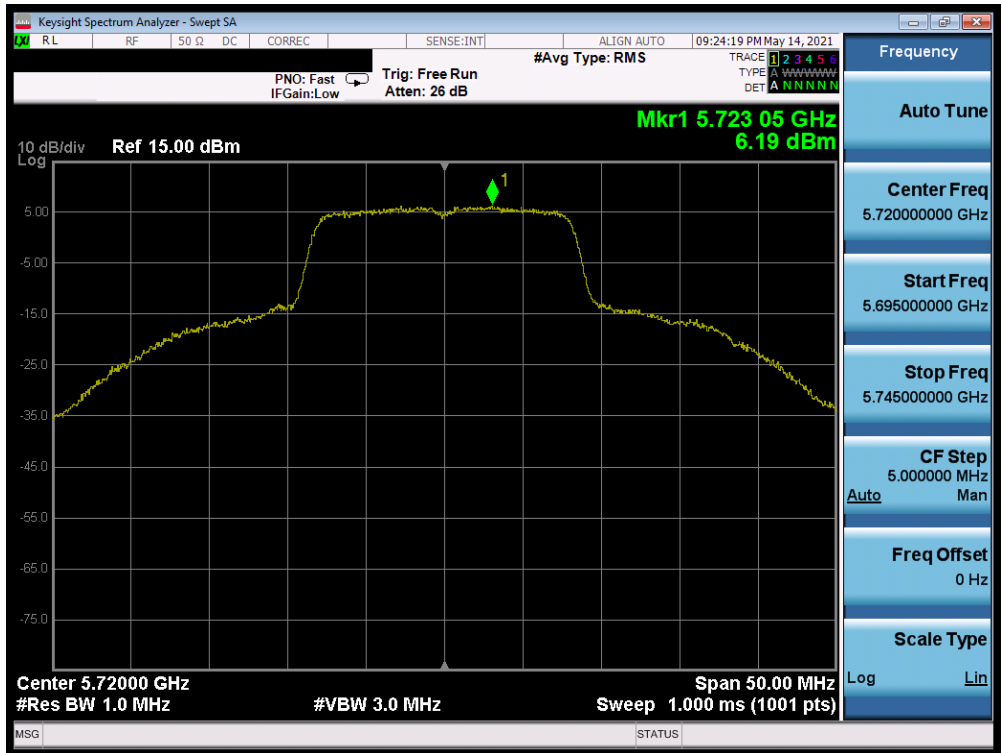 Keysight Spectrum Analyzer - Swept SA
LXI RL RF 50 Ω DC CORREC SENSE:INT ALIGN AUTO 09:24:19 PM May 14, 2021
PNO: Fast
IFGain:Low
Trig: Free Run
Atten: 26 dB
#Avg Type: RMS
TRACE 1 2 3 4 5 6
TYPE A WWWWW
DET A N N N N N
Mkr1 5.723 05 GHz
6.19 dBm
10 dB/div Ref 15.00 dBm
Log
1
5.00
-5.00
-15.0
-25.0
-35.0
-45.0
-55.0
-65.0
-75.0
Center 5.72000 GHz Span 50.00 MHz
#Res BW 1.0 MHz #VBW 3.0 MHz Sweep 1.000 ms (1001 pts)
MSG STATUS
Frequency
Auto Tune
Center Freq
5.720000000 GHz
Start Freq
5.695000000 GHz
Stop Freq
5.745000000 GHz
CF Step
5.000000 MHz
Auto Man
Freq Offset
0 Hz
Scale Type
Log Lin